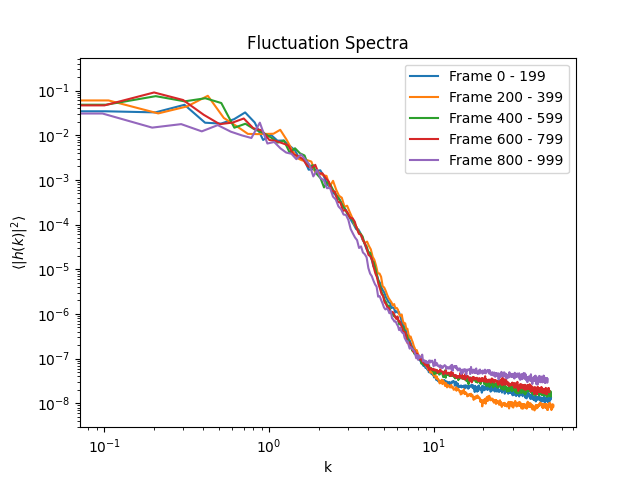 Fluctuation Spectra
Frame 0 - 199
Frame 200 - 399
Frame 400 - 599
Frame 600 - 799
Frame 800 - 999
⟨|h(k)|²⟩
10⁻¹
10⁻²
10⁻³
10⁻⁴
10⁻⁵
10⁻⁶
10⁻⁷
10⁻⁸
10⁻¹ 10⁰ 10¹
k